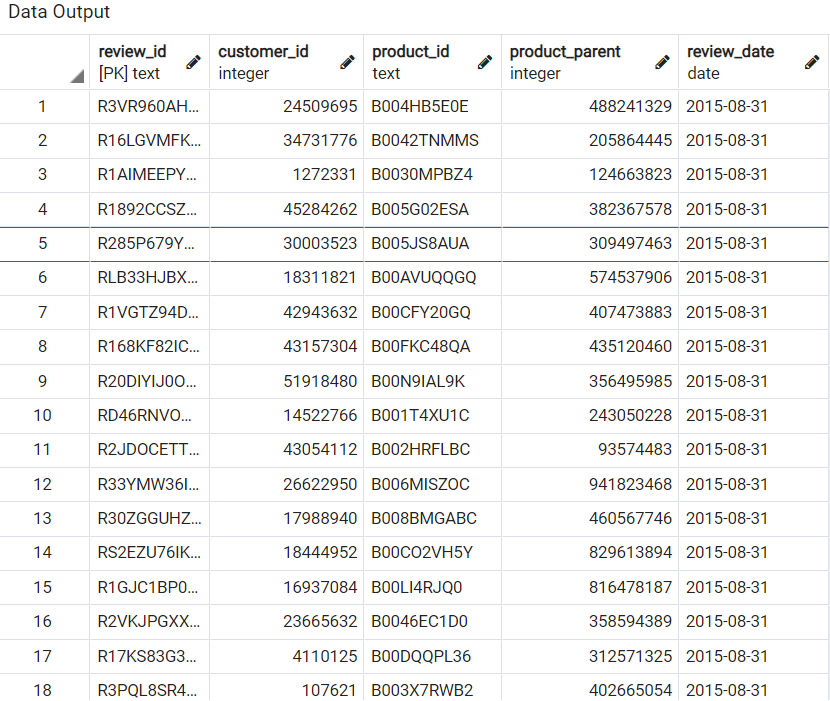 Data Output
review_id customer_id product_id product_parent review_date
[PK] text integer text integer date
1 R3VR960AH... 24509695 B004HB5E0E 488241329 2015-08-31
2 R16LGVMFK... 34731776 B0042TNMMS 205864445 2015-08-31
3 R1AIMEEPY... 1272331 B0030MPBZ4 124663823 2015-08-31
4 R1892CCSZ... 45284262 B005G02ESA 382367578 2015-08-31
5 R285P679Y... 30003523 B005JS8AUA 309497463 2015-08-31
6 RLB33HJBX... 18311821 B00AVUQQGQ 574537906 2015-08-31
7 R1VGTZ94D... 42943632 B00CFY20GQ 407473883 2015-08-31
8 R168KF82IC... 43157304 B00FKC48QA 435120460 2015-08-31
9 R20DIYIJ0O... 51918480 B00N9IAL9K 356495985 2015-08-31
10 RD46RNVO... 14522766 B001T4XU1C 243050228 2015-08-31
11 R2JDOCETT... 43054112 B002HRFLBC 93574483 2015-08-31
12 R33YMW36I... 26622950 B006MISZOC 941823468 2015-08-31
13 R30ZGGUHZ... 17988940 B008BMGABC 460567746 2015-08-31
14 RS2EZU76IK... 18444952 B00CO2VH5Y 829613894 2015-08-31
15 R1GJC1BP0... 16937084 B00LI4RJQ0 816478187 2015-08-31
16 R2VKJPGXX... 23665632 B0046EC1D0 358594389 2015-08-31
17 R17KS83G3... 4110125 B00DQQPL36 312571325 2015-08-31
18 R3PQL8SR4... 107621 B003X7RWB2 402665054 2015-08-31